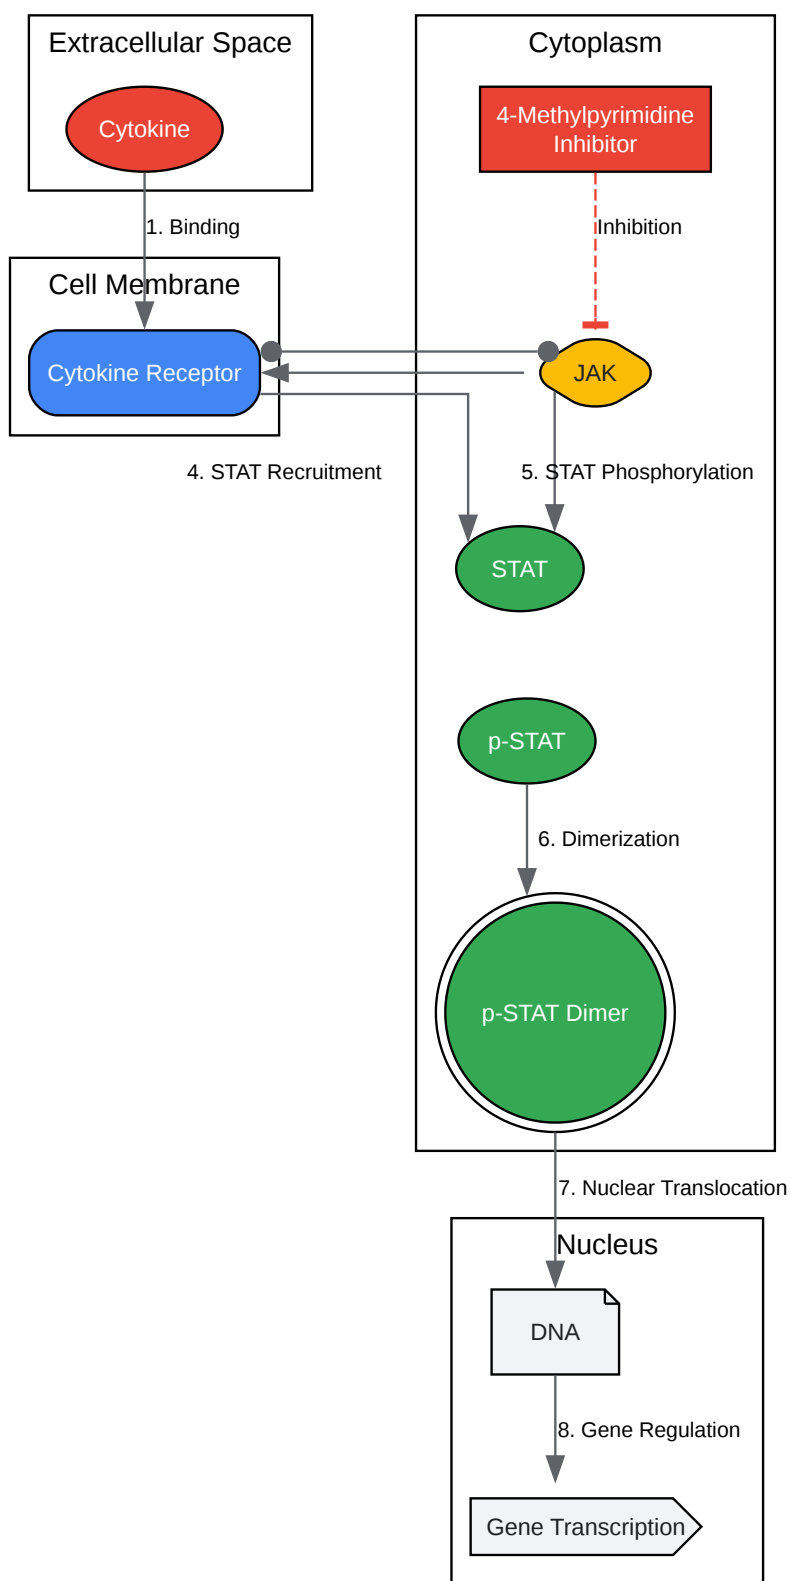 Extracellular Space
Cytokine
Cytoplasm
4-Methylpyrimidine
Inhibitor
1. Binding
Inhibition
Cell Membrane
Cytokine Receptor
JAK
4. STAT Recruitment
5. STAT Phosphorylation
STAT
p-STAT
6. Dimerization
p-STAT Dimer
7. Nuclear Translocation
Nucleus
DNA
8. Gene Regulation
Gene Transcription